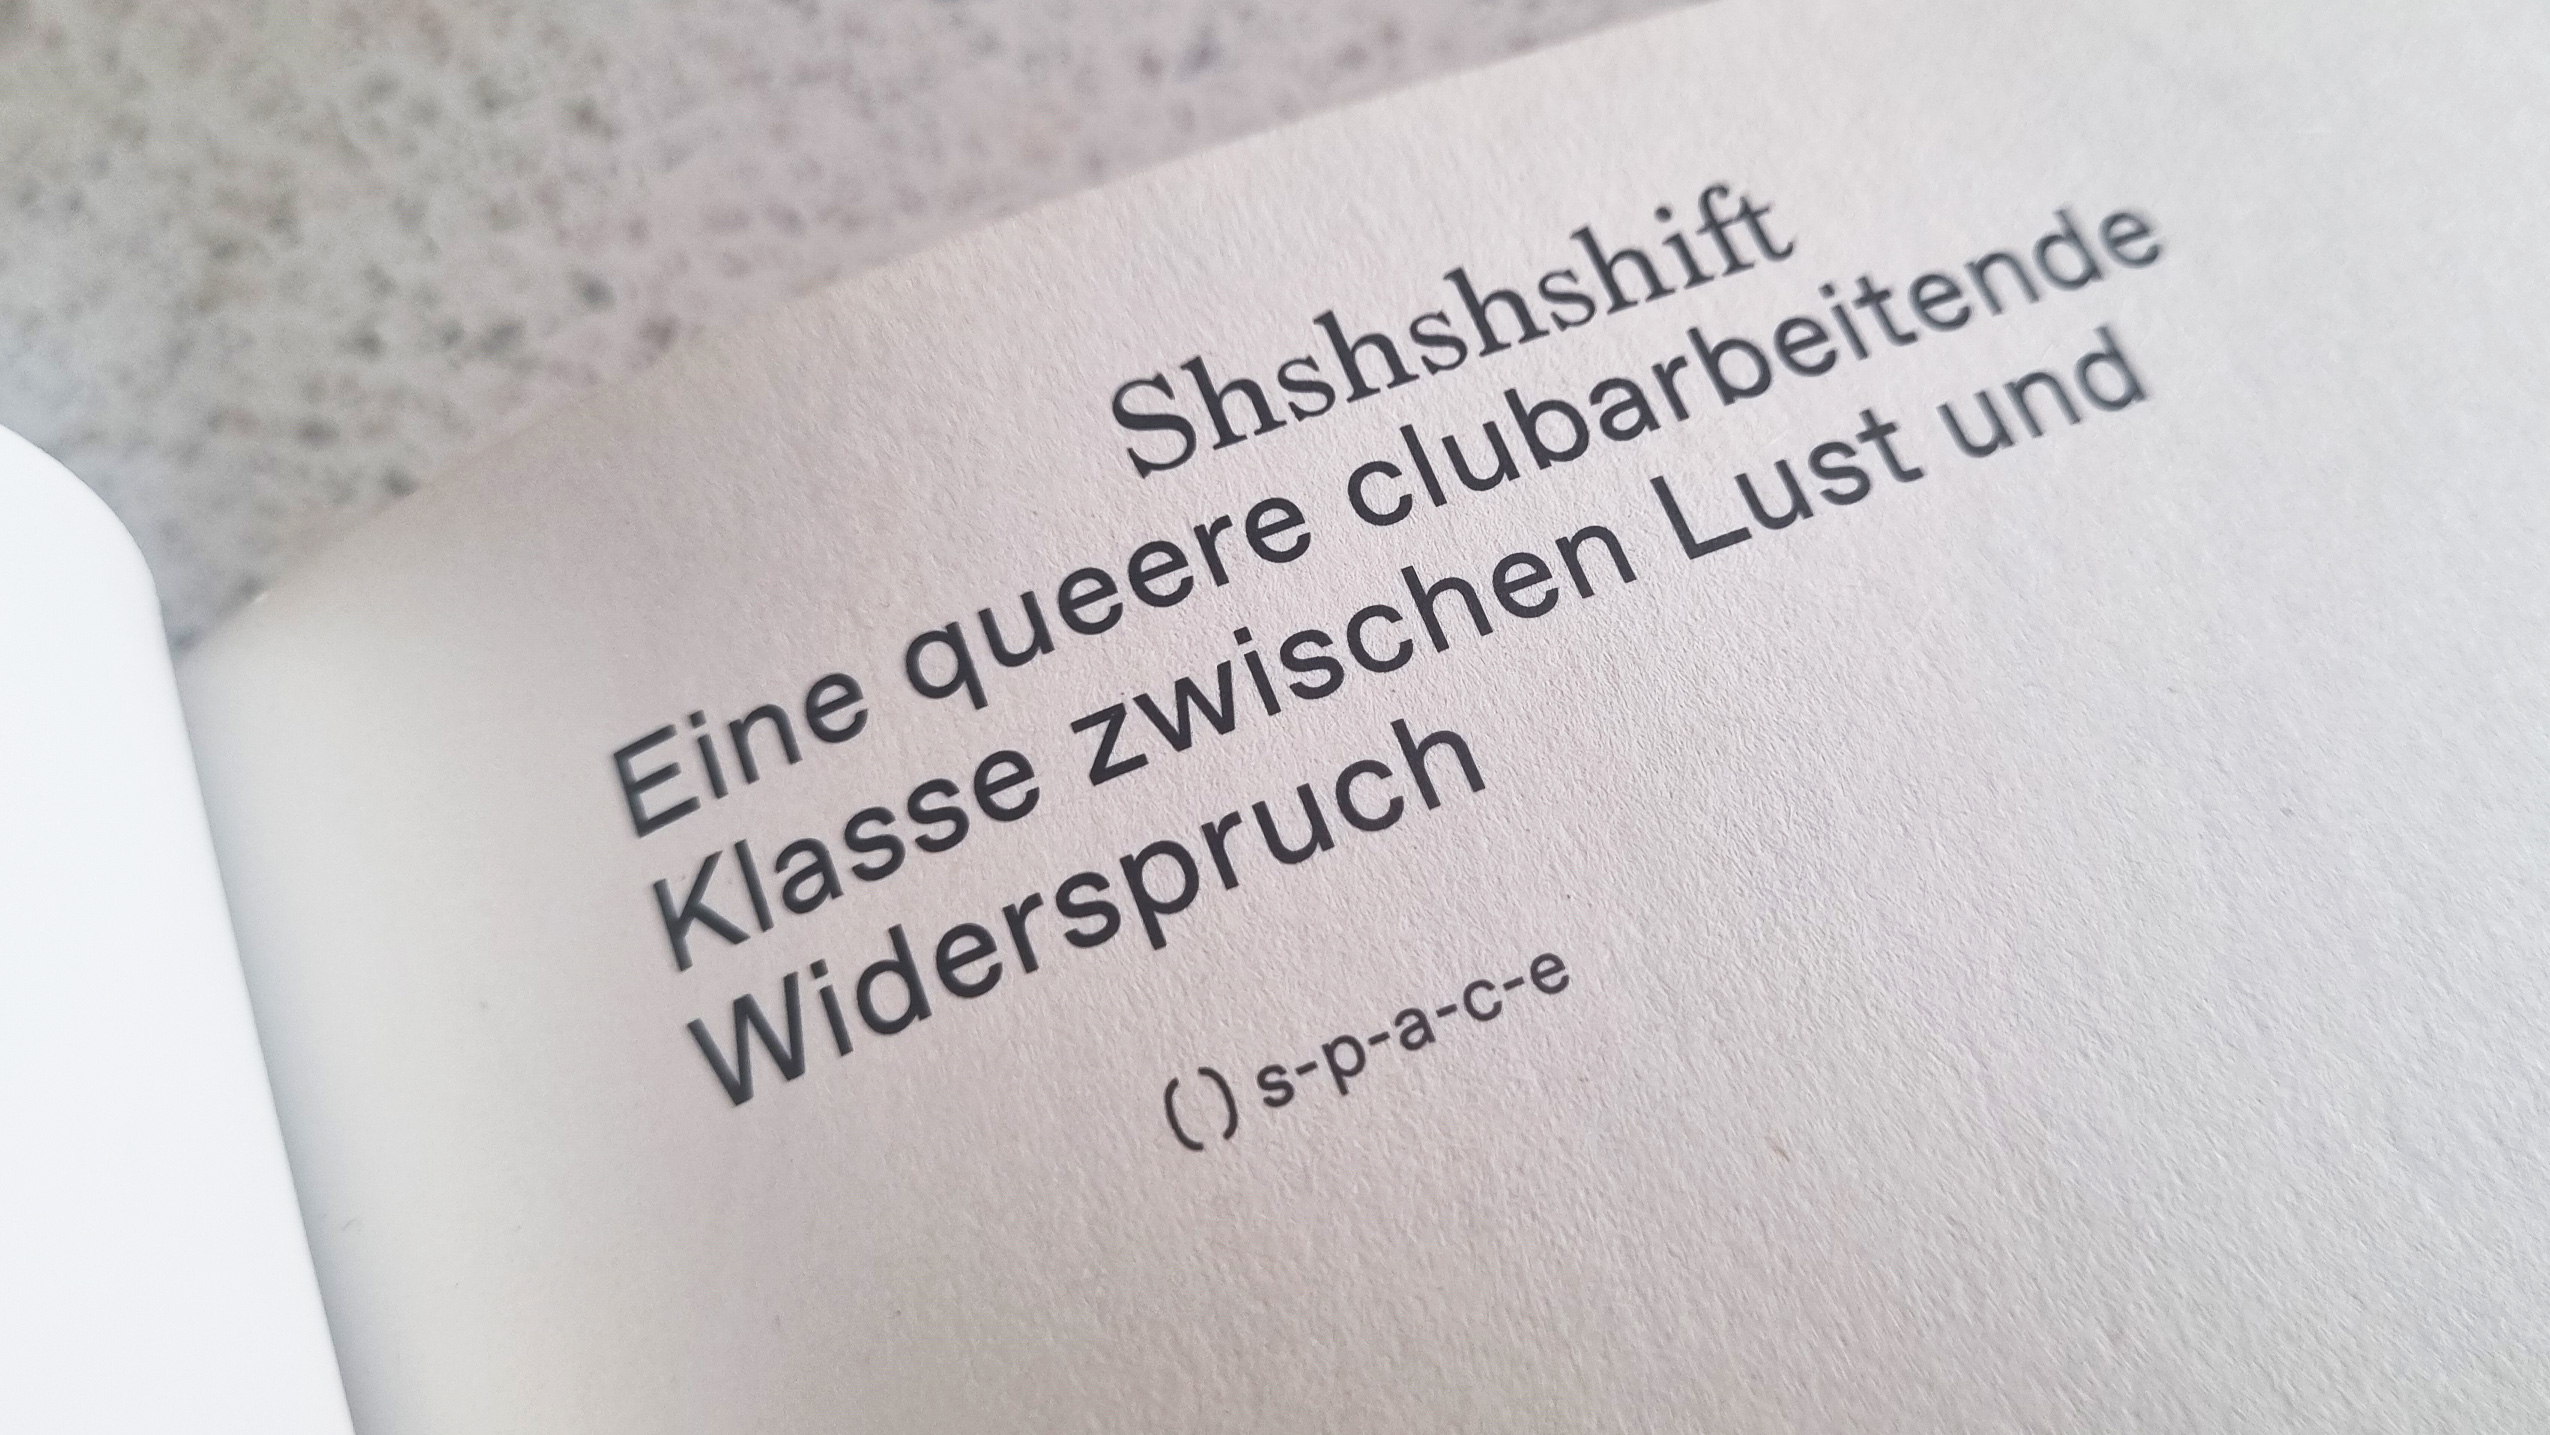 Shshshshift
Eine queere clubarbeitende
Klasse zwischen Lust und
Widerspruch
( ) s-p-a-c-e